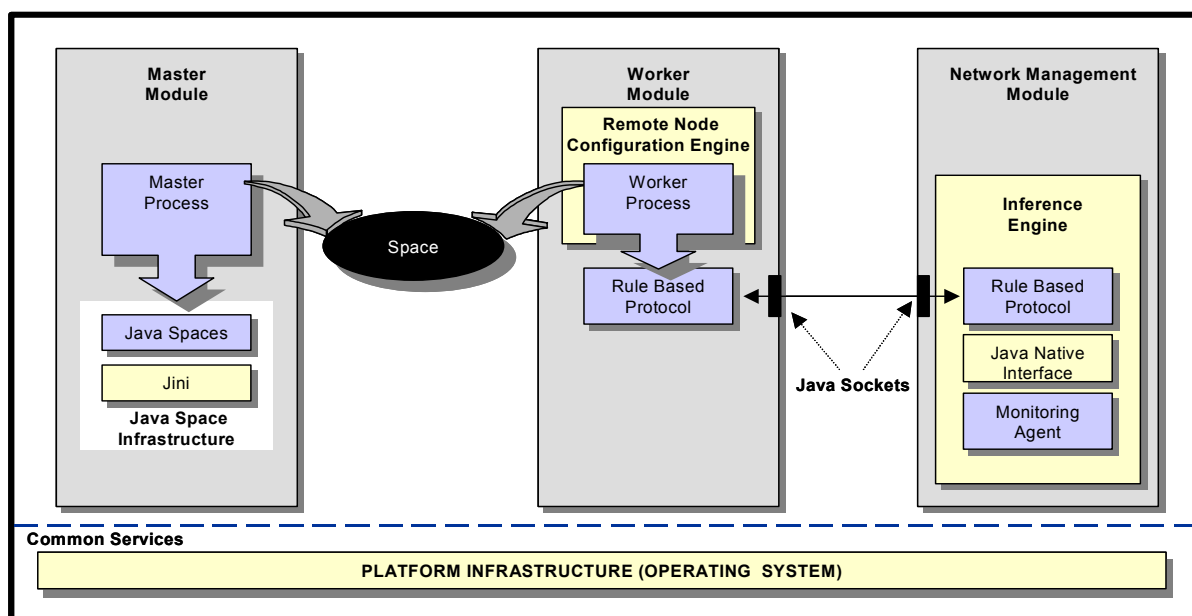 Master
Module
Master
Process
Java Spaces
Jini
Java Space
Infrastructure
Space
Worker
Module
Remote Node
Configuration Engine
Worker
Process
Rule Based
Protocol
Java Sockets
Network Management
Module
Inference
Engine
Rule Based
Protocol
Java Native
Interface
Monitoring
Agent
Common Services
PLATFORM INFRASTRUCTURE (OPERATING SYSTEM)